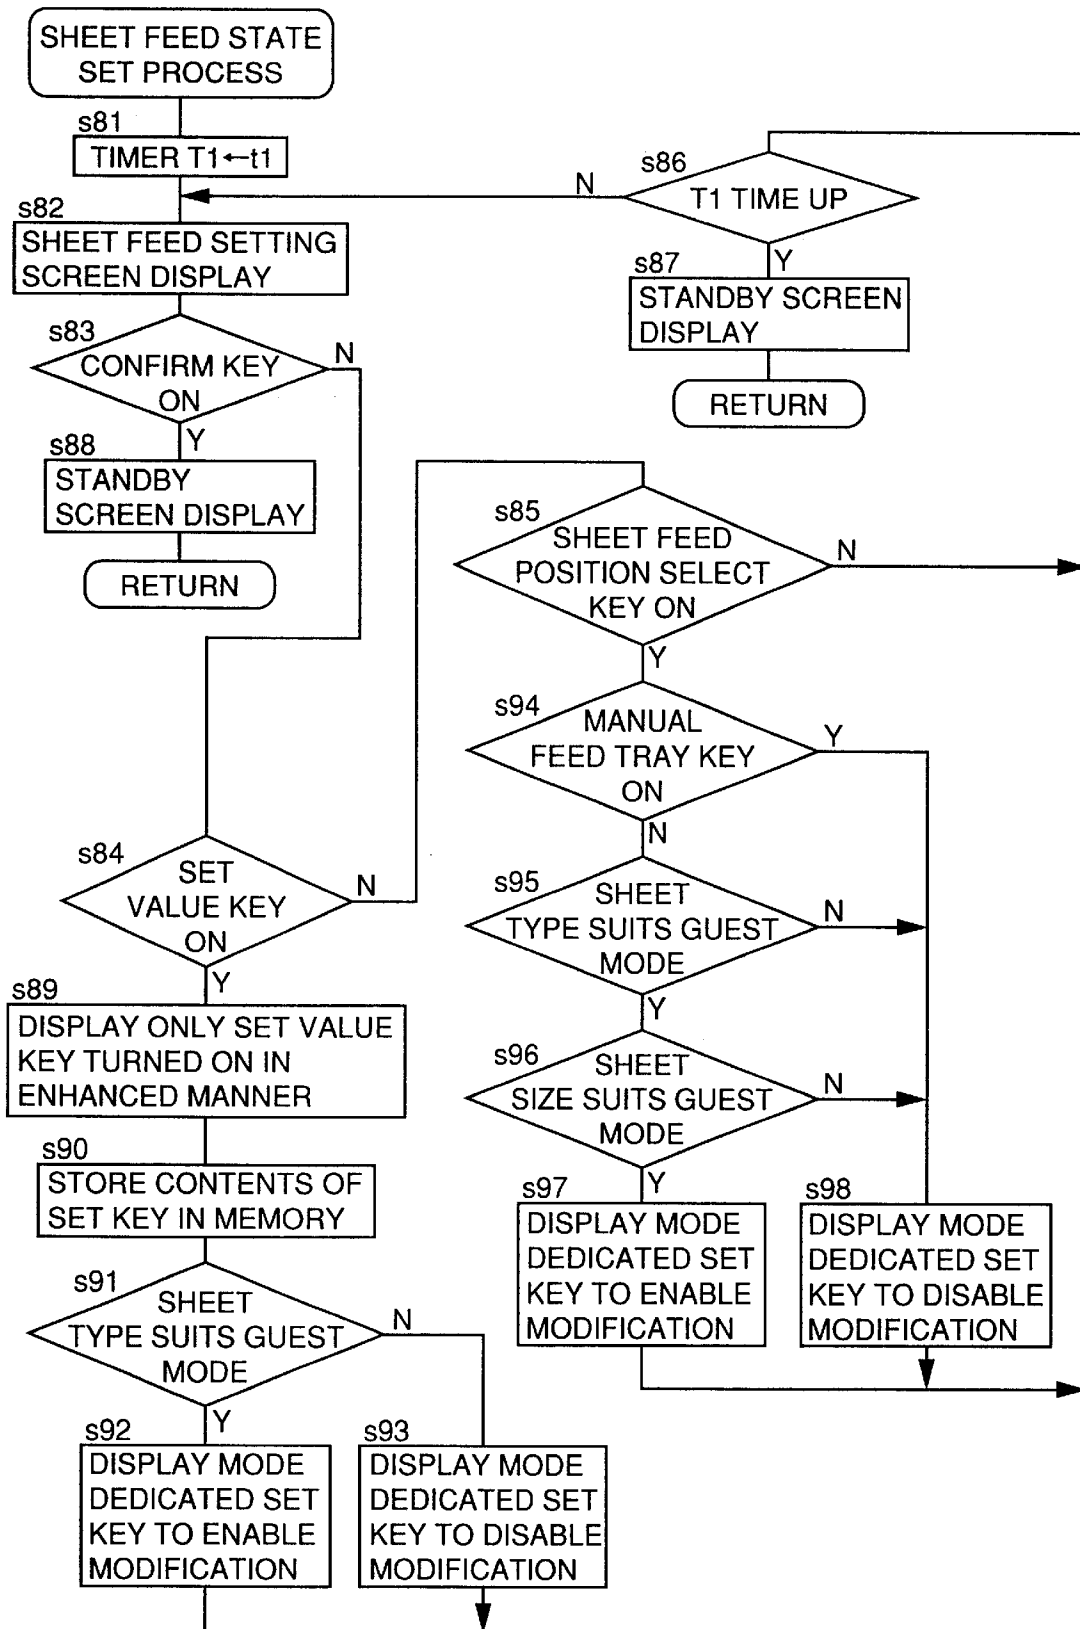 SHEET FEED STATE
SET PROCESS
s81
TIMER T1←t1
s82
SHEET FEED SETTING
SCREEN DISPLAY
s83
CONFIRM KEY
ON
N
Y
s88
STANDBY
SCREEN DISPLAY
RETURN
s86
T1 TIME UP
N
Y
s87
STANDBY SCREEN
DISPLAY
RETURN
s84
SET
VALUE KEY
ON
N
Y
s89
DISPLAY ONLY SET VALUE
KEY TURNED ON IN
ENHANCED MANNER
s90
STORE CONTENTS OF
SET KEY IN MEMORY
s91
SHEET
TYPE SUITS GUEST
MODE
N
Y
s92
DISPLAY MODE
DEDICATED SET
KEY TO ENABLE
MODIFICATION
s93
DISPLAY MODE
DEDICATED SET
KEY TO DISABLE
MODIFICATION
s85
SHEET FEED
POSITION SELECT
KEY ON
N
Y
s94
MANUAL
FEED TRAY KEY
ON
Y
N
s95
SHEET
TYPE SUITS GUEST
MODE
N
Y
s96
SHEET
SIZE SUITS GUEST
MODE
N
Y
s97
DISPLAY MODE
DEDICATED SET
KEY TO ENABLE
MODIFICATION
s98
DISPLAY MODE
DEDICATED SET
KEY TO DISABLE
MODIFICATION